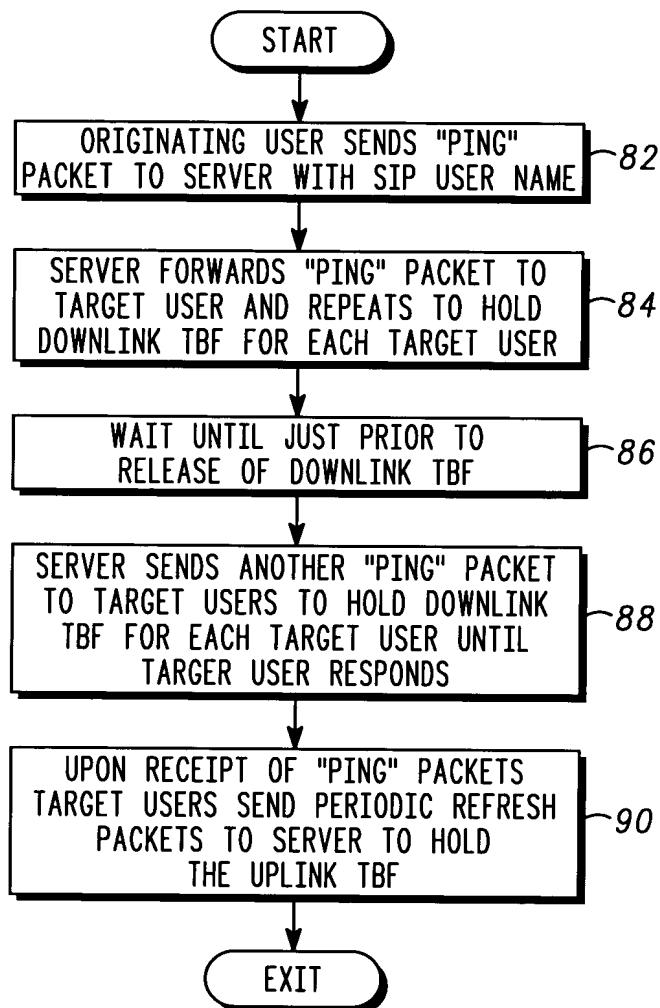 START
ORIGINATING USER SENDS "PING"
PACKET TO SERVER WITH SIP USER NAME
82
SERVER FORWARDS "PING" PACKET TO
TARGET USER AND REPEATS TO HOLD
DOWNLINK TBF FOR EACH TARGET USER
84
WAIT UNTIL JUST PRIOR TO
RELEASE OF DOWNLINK TBF
86
SERVER SENDS ANOTHER "PING" PACKET
TO TARGET USERS TO HOLD DOWNLINK
TBF FOR EACH TARGET USER UNTIL
TARGER USER RESPONDS
88
UPON RECEIPT OF "PING" PACKETS
TARGET USERS SEND PERIODIC REFRESH
PACKETS TO SERVER TO HOLD
THE UPLINK TBF
90
EXIT